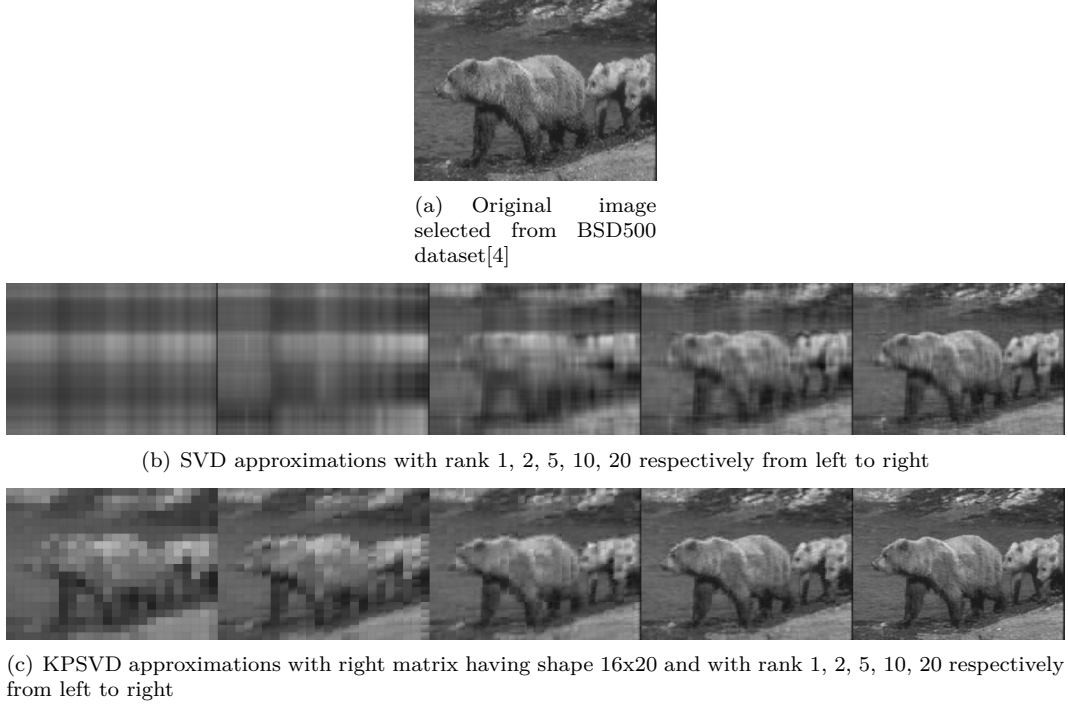 (a) Original image
selected from BSD500
dataset[4]
(b) SVD approximations with rank 1, 2, 5, 10, 20 respectively from left to right
(c) KPSVD approximations with right matrix having shape 16x20 and with rank 1, 2, 5, 10, 20 respectively
from left to right